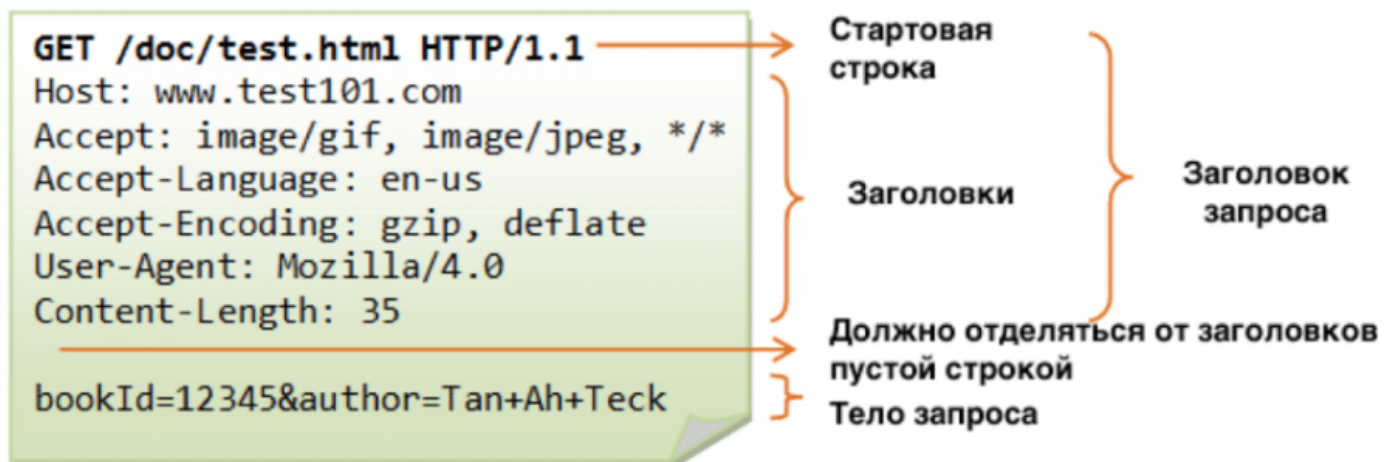 GET /doc/test.html HTTP/1.1
Host: www.test101.com
Accept: image/gif, image/jpeg, */*
Accept-Language: en-us
Accept-Encoding: gzip, deflate
User-Agent: Mozilla/4.0
Content-Length: 35
bookId=12345&author=Tan+Ah+Teck
Стартовая
строка
Заголовки
Заголовок
запроса
Должно отделяться от заголовков
пустой строкой
Тело запроса